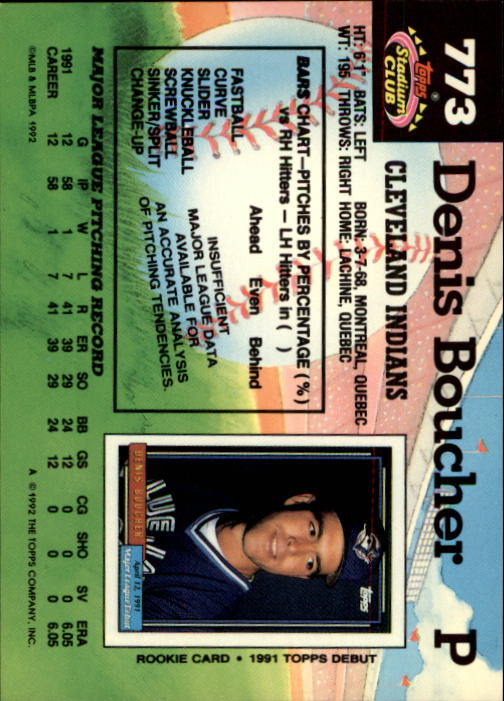 773
topps®
Stadium
CLUB
Denis Boucher P
CLEVELAND INDIANS
HT: 6'1" BATS: LEFT BORN: 3-7-68, MONTREAL, QUEBEC
WT: 195 THROWS: RIGHT HOME: LACHINE, QUEBEC
BARS CHART—PITCHES BY PERCENTAGE (%)
vs RH Hitters — LH Hitters in ( )
Ahead Even Behind
FASTBALL
CURVE
SLIDER
KNUCKLEBALL
SCREWBALL
SINKER/SPLIT
CHANGE-UP
INSUFFICIENT
MAJOR LEAGUE DATA
AVAILABLE FOR
AN ACCURATE ANALYSIS
OF PITCHING TENDENCIES.
topps
DENIS BOUCHER
April 12, 1991
Major League Debut
ROOKIE CARD • 1991 TOPPS DEBUT
MAJOR LEAGUE PITCHING RECORD
G IP W L R ER SO BB GS CG SHO SV ERA
1991 12 58 1 7 41 39 29 24 12 0 0 0 6.05
CAREER 12 58 1 7 41 39 29 24 12 0 0 0 6.05
©MLB & MLBPA 1992
A ©1992 THE TOPPS COMPANY, INC.